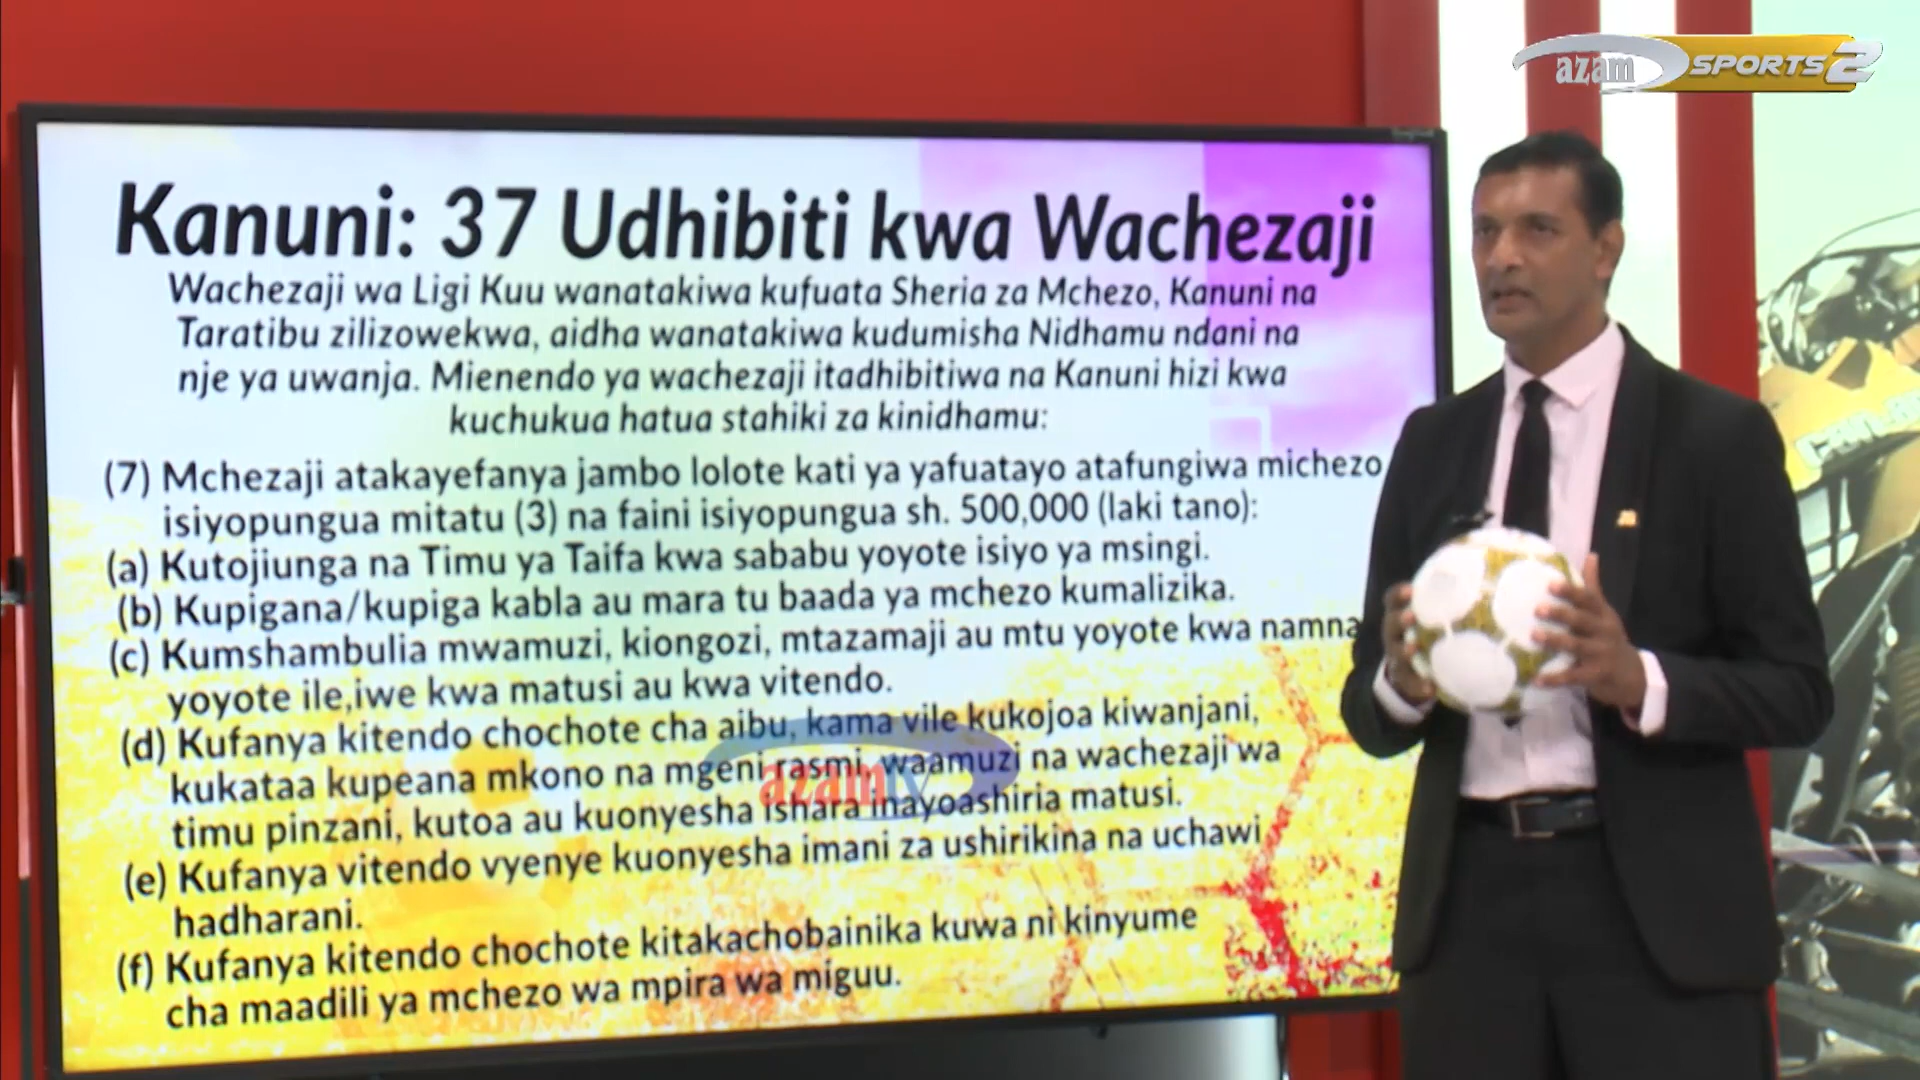 azam SPORTS 2
Kanuni: 37 Udhibiti kwa Wachezaji
Wachezaji wa Ligi Kuu wanatakiwa kufuata Sheria za Mchezo, Kanuni na
Taratibu zilizowekwa, aidha wanatakiwa kudumisha Nidhamu ndani na
nje ya uwanja. Mienendo ya wachezaji itadhibitiwa na Kanuni hizi kwa
kuchukua hatua stahiki za kinidhamu:
(7) Mchezaji atakayefanya jambo lolote kati ya yafuatayo atafungiwa michezo
isiyopungua mitatu (3) na faini isiyopungua sh. 500,000 (laki tano):
(a) Kutojiunga na Timu ya Taifa kwa sababu yoyote isiyo ya msingi.
(b) Kupigana/kupiga kabla au mara tu baada ya mchezo kumalizika.
(c) Kumshambulia mwamuzi, kiongozi, mtazamaji au mtu yoyote kwa namna
yoyote ile,iwe kwa matusi au kwa vitendo.
(d) Kufanya kitendo chochote cha aibu, kama vile kukojoa kiwanjani,
kukataa kupeana mkono na mgeni rasmi, waamuzi na wachezaji wa
timu pinzani, kutoa au kuonyesha ishara inayoashiria matusi.
azamtv
(e) Kufanya vitendo vyenye kuonyesha imani za ushirikina na uchawi
hadharani.
(f) Kufanya kitendo chochote kitakachobainika kuwa ni kinyume
cha maadili ya mchezo wa mpira wa miguu.